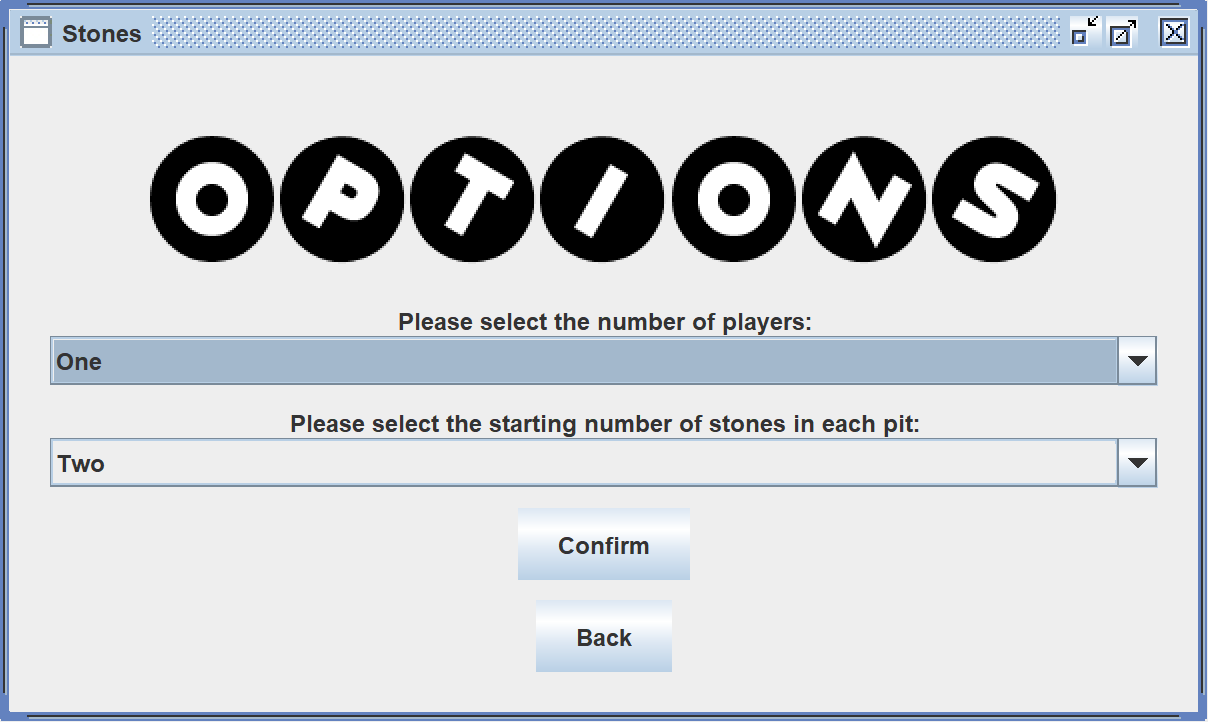 Stones
OPTIONS
Please select the number of players:
One
Please select the starting number of stones in each pit:
Two
Confirm
Back